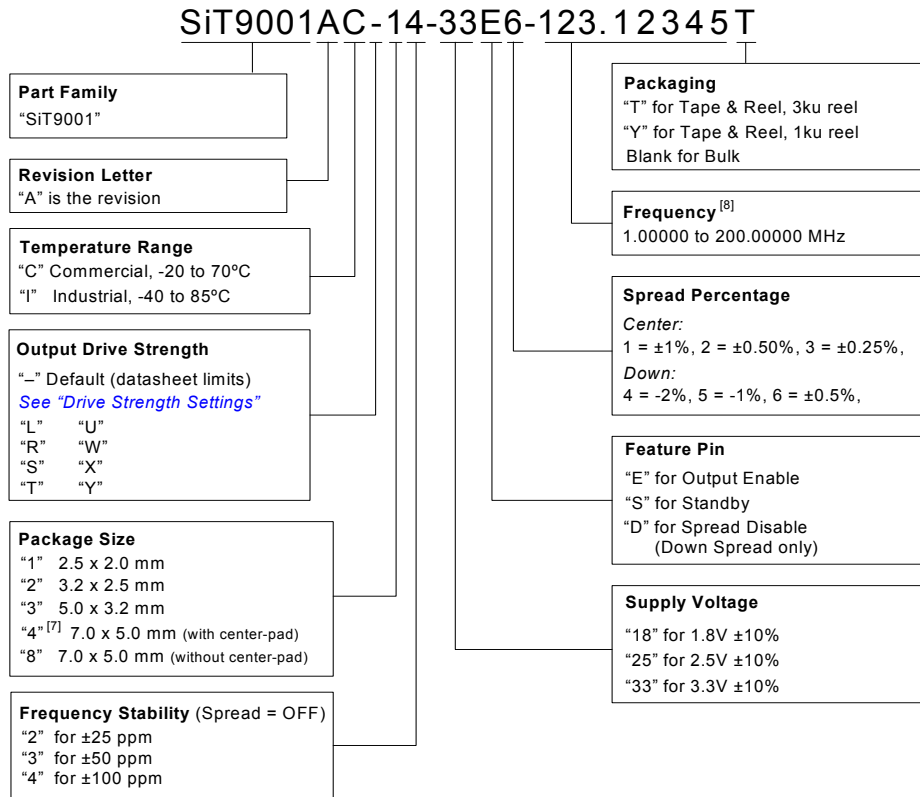 SiT9001AC-14-33E6-123.12345T
Part Family
“SiT9001”
Revision Letter
“A” is the revision
Temperature Range
“C” Commercial, -20 to 70ºC
“I” Industrial, -40 to 85ºC
Output Drive Strength
“–” Default (datasheet limits)
See “Drive Strength Settings”
“L” “U”
“R” “W”
“S” “X”
“T” “Y”
Package Size
“1” 2.5 x 2.0 mm
“2” 3.2 x 2.5 mm
“3” 5.0 x 3.2 mm
“4” [7] 7.0 x 5.0 mm (with center-pad)
“8” 7.0 x 5.0 mm (without center-pad)
Frequency Stability (Spread = OFF)
“2” for ±25 ppm
“3” for ±50 ppm
“4” for ±100 ppm
Packaging
“T” for Tape & Reel, 3ku reel
“Y” for Tape & Reel, 1ku reel
Blank for Bulk
Frequency [8]
1.00000 to 200.00000 MHz
Spread Percentage
Center:
1 = ±1%, 2 = ±0.50%, 3 = ±0.25%,
Down:
4 = -2%, 5 = -1%, 6 = ±0.5%,
Feature Pin
“E” for Output Enable
“S” for Standby
“D” for Spread Disable
(Down Spread only)
Supply Voltage
“18” for 1.8V ±10%
“25” for 2.5V ±10%
“33” for 3.3V ±10%